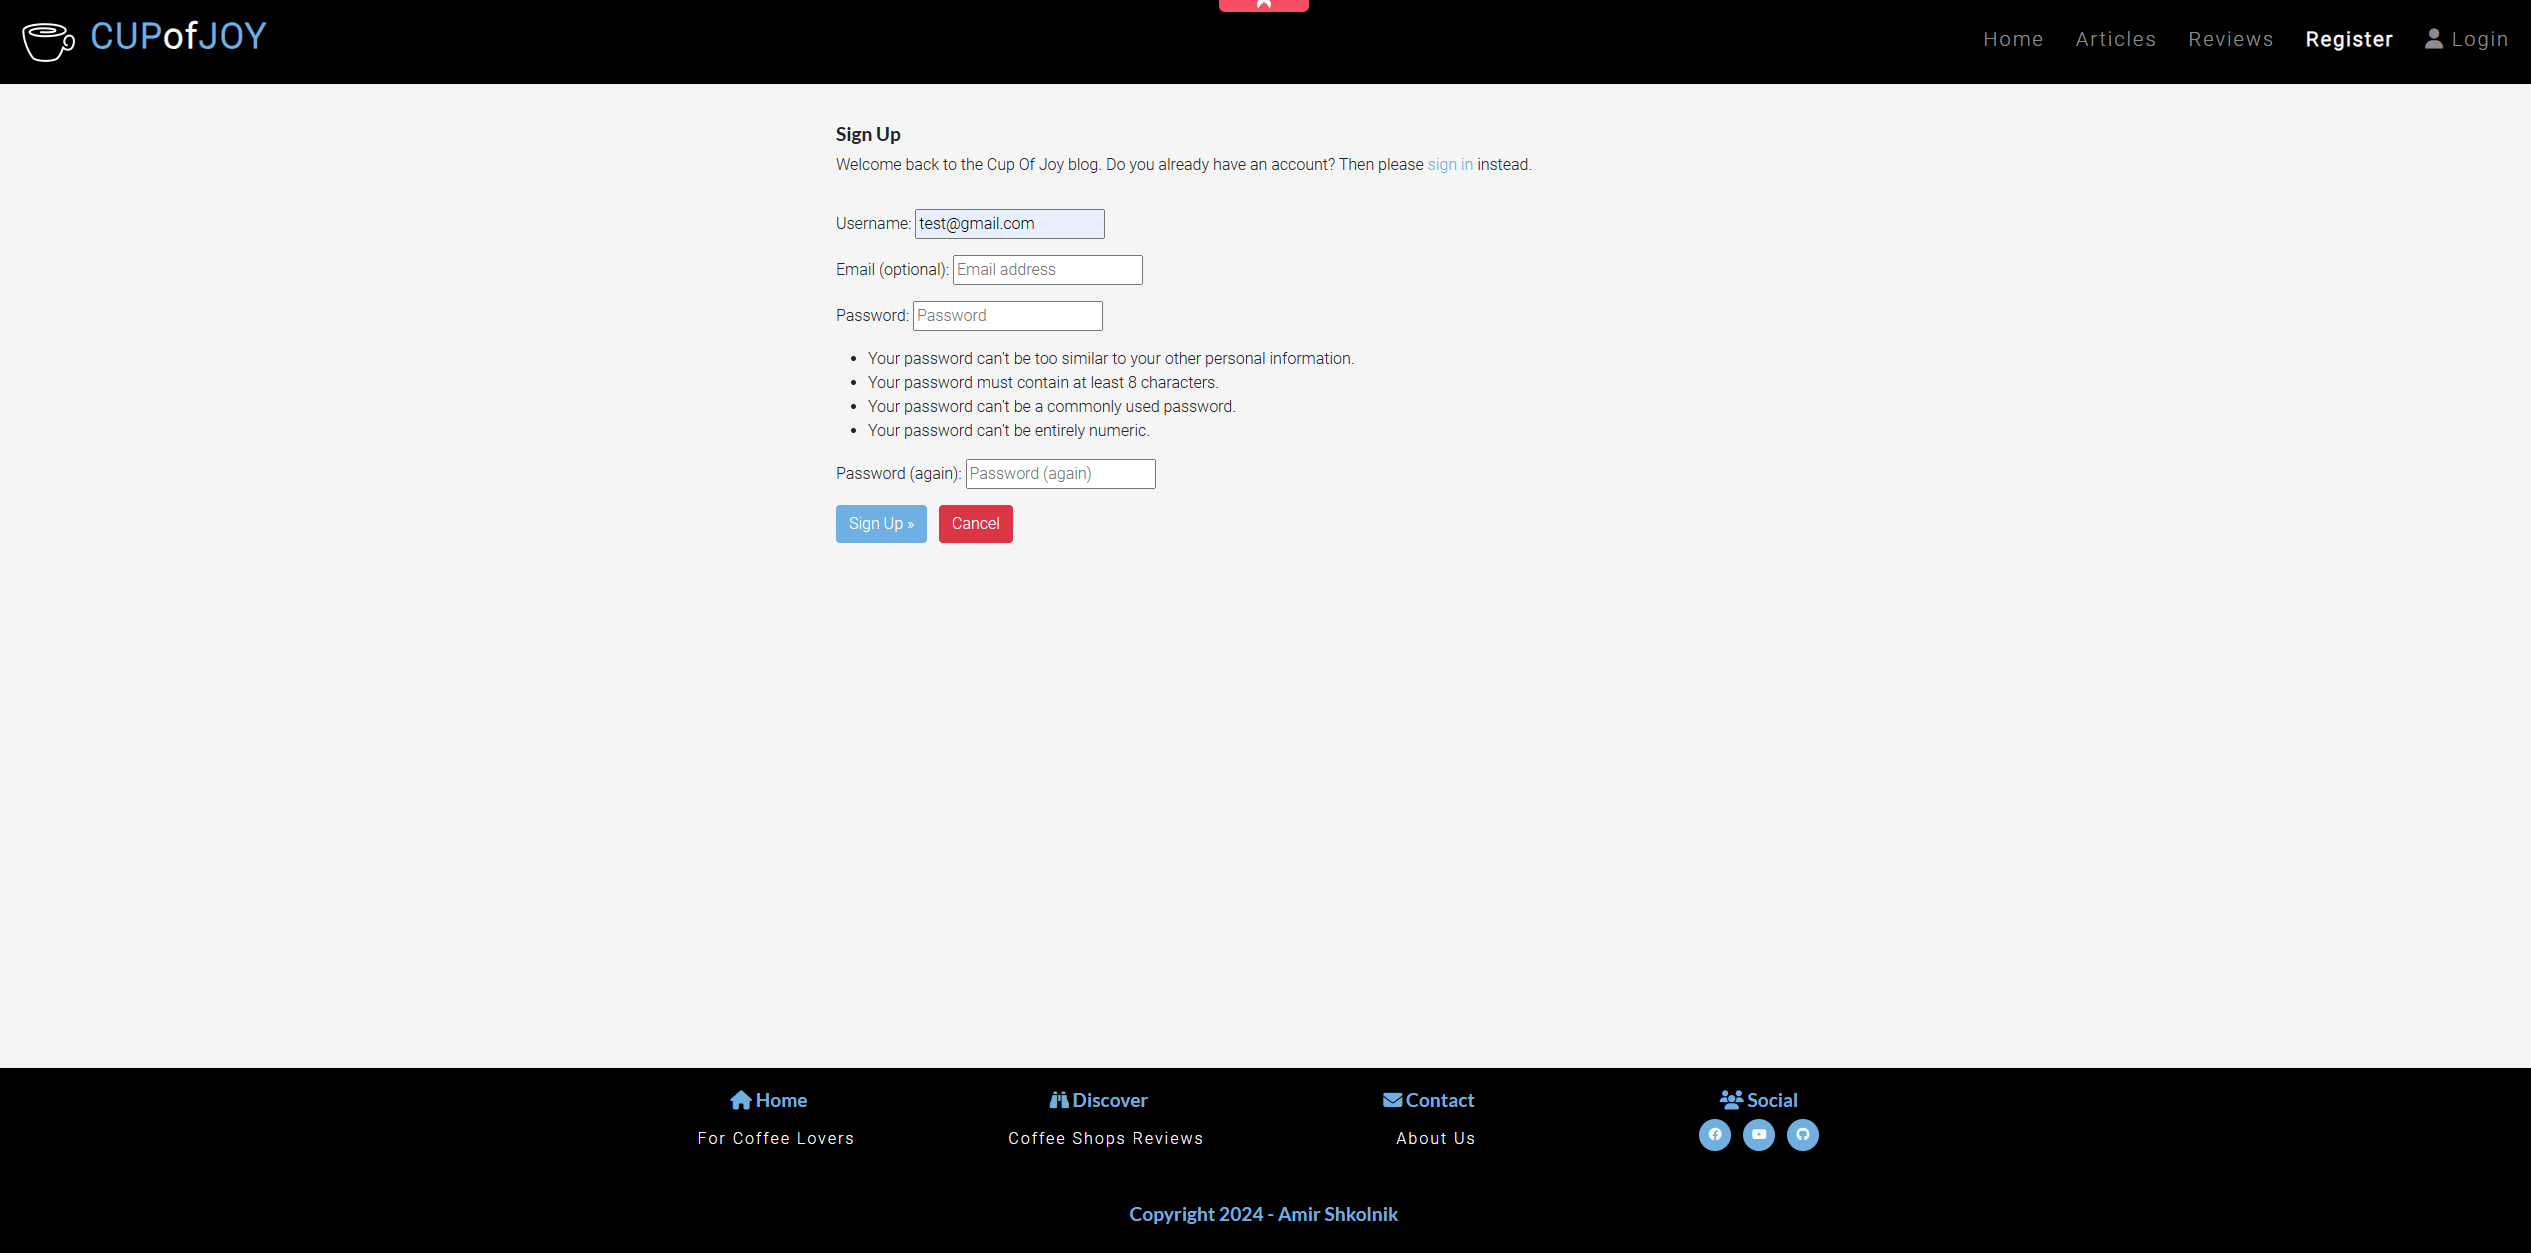 CUPofJOY
Home Articles Reviews Register Login
Sign Up
Welcome back to the Cup Of Joy blog. Do you already have an account? Then please sign in instead.
Username: test@gmail.com
Email (optional): Email address
Password: Password
• Your password can't be too similar to your other personal information.
• Your password must contain at least 8 characters.
• Your password can't be a commonly used password.
• Your password can't be entirely numeric.
Password (again): Password (again)
Sign Up » Cancel
Home Discover Contact Social
For Coffee Lovers Coffee Shops Reviews About Us
Copyright 2024 - Amir Shkolnik